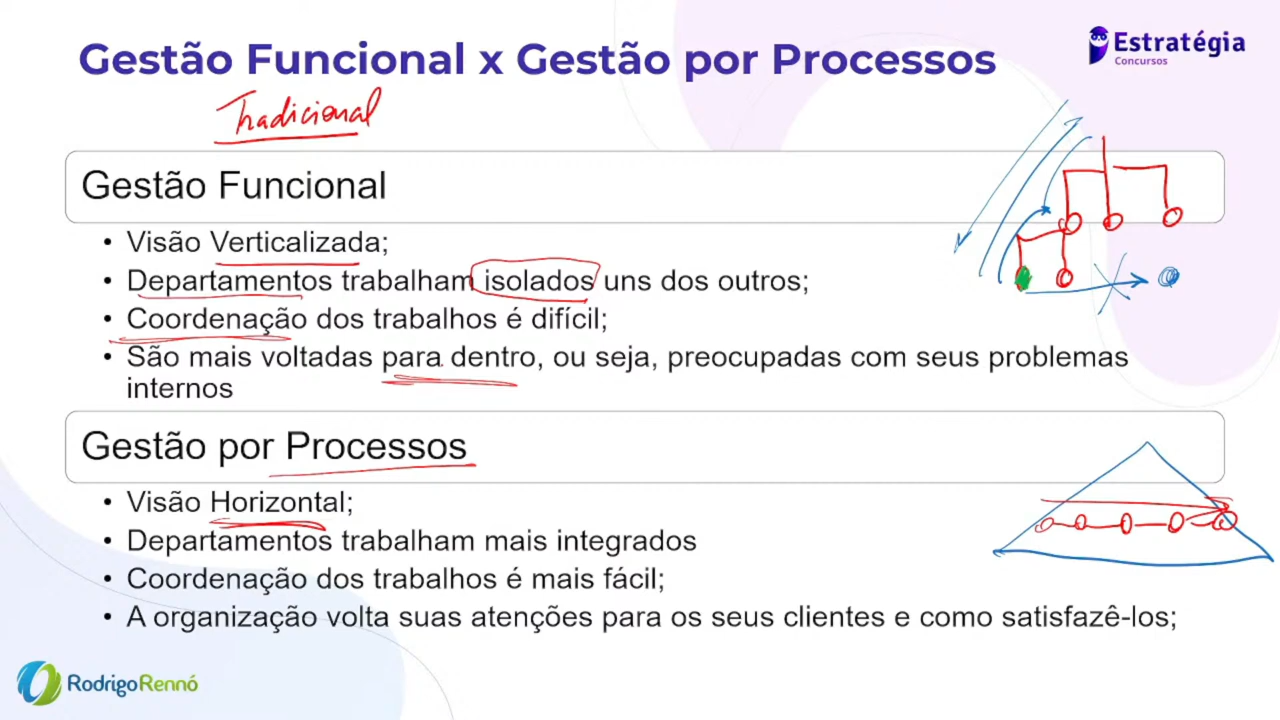 Gestão Funcional x Gestão por Processos
Estratégia
Concursos
Tradicional
Gestão Funcional
• Visão Verticalizada;
• Departamentos trabalham isolados uns dos outros;
• Coordenação dos trabalhos é difícil;
• São mais voltadas para dentro, ou seja, preocupadas com seus problemas
internos
Gestão por Processos
• Visão Horizontal;
• Departamentos trabalham mais integrados
• Coordenação dos trabalhos é mais fácil;
• A organização volta suas atenções para os seus clientes e como satisfazê-los;
RodrigoRennó